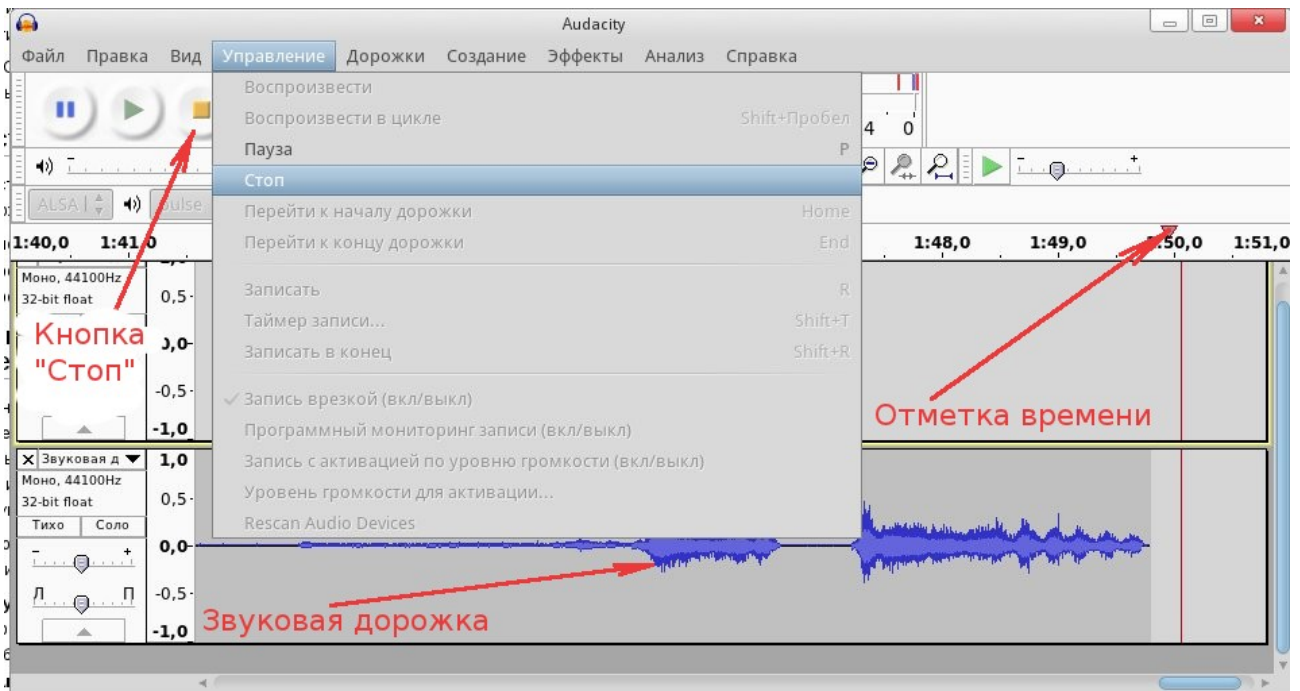 Audacity
Файл Правка Вид Управление Дорожки Создание Эффекты Анализ Справка
Воспроизвести
Воспроизвести в цикле Shift+Пробел
4 0
Пауза P
Стоп
ALSA
Перейти к началу дорожки Home
Перейти к концу дорожки End
1:40,0 1:41,0 1:48,0 1:49,0 1:50,0 1:51,0
Записать R
Таймер записи... Shift+T
Записать в конец Shift+R
Запись врезкой (вкл/выкл)
Программный мониторинг записи (вкл/выкл)
Запись с активацией по уровню громкости (вкл/выкл)
Уровень громкости для активации...
Rescan Audio Devices
Моно, 44100Hz
32-bit float
0,5
-0,5
-1,0
Кнопка
"Стоп"
Отметка времени
Звуковая д
1,0
Моно, 44100Hz
32-bit float
0,5
Тихо Соло
- +
0,0
Л П
-0,5
-1,0
Звуковая дорожка